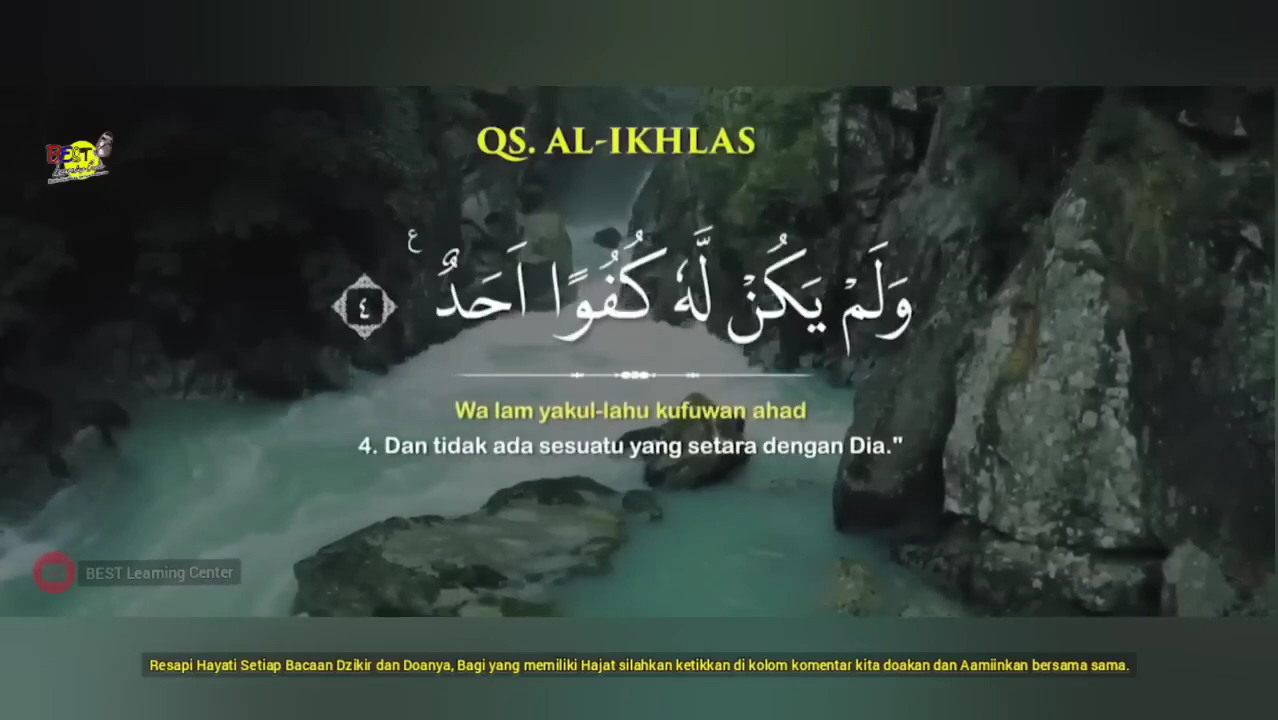 QS. AL-IKHLAS
BEST
وَلَمْ يَكُنْ لَّهٗ كُفُوًا اَحَدٌ ࣖ ٤
Wa lam yakul-lahu kufuwan ahad
4. Dan tidak ada sesuatu yang setara dengan Dia."
BEST Learning Center
Resapi Hayati Setiap Bacaan Dzikir dan Doanya, Bagi yang memiliki Hajat silahkan ketikkan di kolom komentar kita doakan dan Aamiinkan bersama sama.